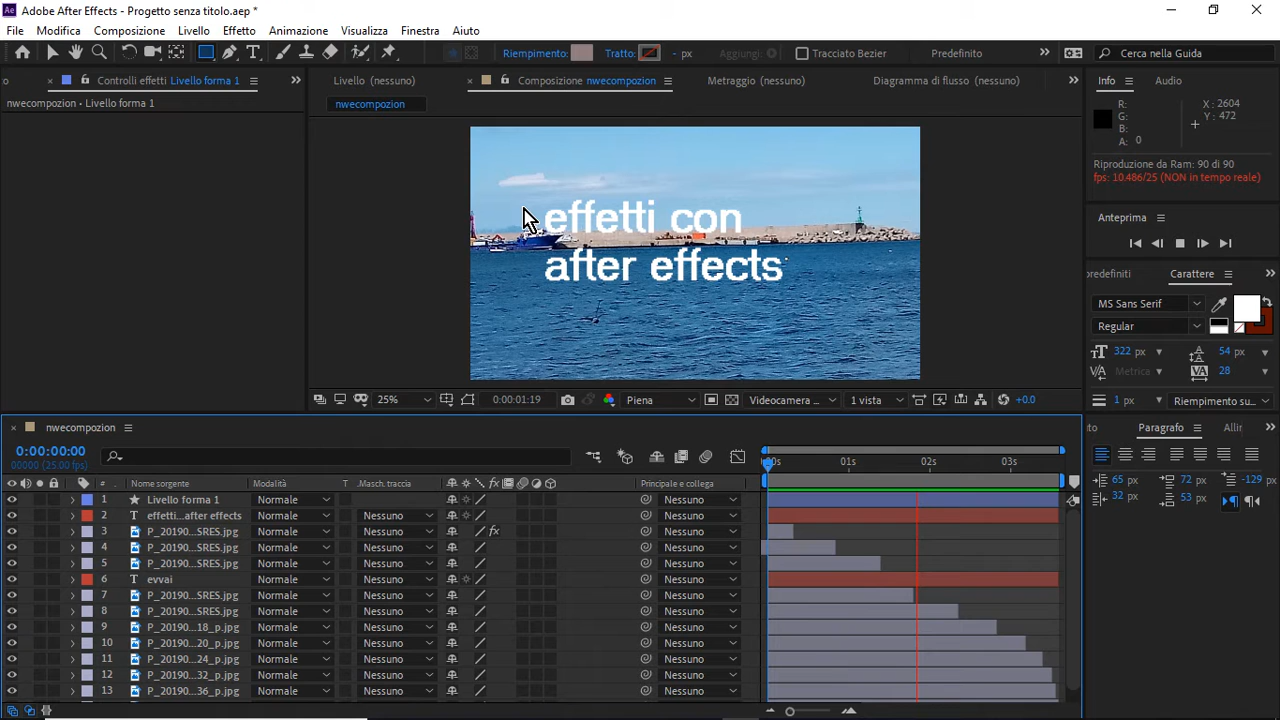 Adobe After Effects - Progetto senza titolo.aep *
File Modifica Composizione Livello Effetto Animazione Visualizza Finestra Aiuto
Riempimento: Tratto: - px Aggiungi: Tracciato Bezier Predefinito Cerca nella Guida
Controlli effetti Livello forma 1 Livello (nessuno) Composizione nwecompozion Metraggio (nessuno) Diagramma di flusso (nessuno) Info Audio
nwecompozion • Livello forma 1
nwecompozion
R: X : 2604
G: Y : 472
B:
A: 0
Riproduzione da Ram: 90 di 90
fps: 10.486/25 (NON in tempo reale)
effetti con
after effects
Anteprima
predefiniti Carattere
MS Sans Serif
Regular
322 px 54 px
Metrica 28
25% 0:00:01:19 Piena Videocamera ... 1 vista +0.0
1 px Riempimento su...
nwecompozion
Paragrafo Allir
0:00:00:00
00000 (25.00 fps)
00s 01s 02s 03s
65 px 72 px -129 px
32 px 53 px
# Nome sorgente Modalità T .Masch. traccia Principale e collega
1 Livello forma 1 Normale Nessuno
2 T effetti...after effects Normale Nessuno Nessuno
3 P_20190...SRES.jpg Normale Nessuno fx Nessuno
4 P_20190...SRES.jpg Normale Nessuno Nessuno
5 P_20190...SRES.jpg Normale Nessuno Nessuno
6 T evvai Normale Nessuno Nessuno
7 P_20190...SRES.jpg Normale Nessuno Nessuno
8 P_20190...SRES.jpg Normale Nessuno Nessuno
9 P_20190...18_p.jpg Normale Nessuno Nessuno
10 P_20190...20_p.jpg Normale Nessuno Nessuno
11 P_20190...24_p.jpg Normale Nessuno Nessuno
12 P_20190...32_p.jpg Normale Nessuno Nessuno
13 P_20190...36_p.jpg Normale Nessuno Nessuno